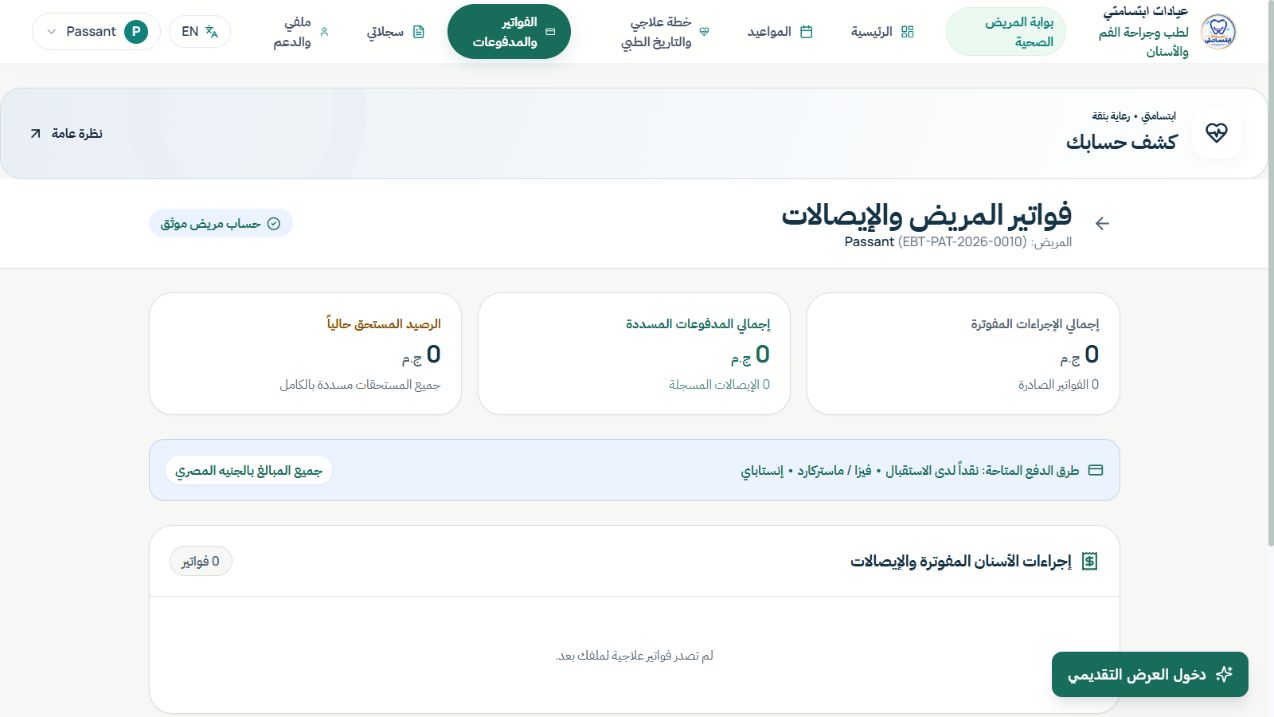 عيادات ابتسامتي
لطب وجراحة الفم
والأسنان
بوابة المريض
الصحية
الرئيسية
المواعيد
خطة علاجي
والتاريخ الطبي
الفواتير
والمدفوعات
سجلاتي
ملفي
والدعم
EN
P Passant
ابتسامتي • رعاية بثقة
كشف حسابك
نظرة عامة
فواتير المريض والإيصالات
المريض: Passant (EBT-PAT-2026-0010)
حساب مريض موثق
إجمالي الإجراءات المفوترة
0 ج.م
0 الفواتير الصادرة
إجمالي المدفوعات المسددة
0 ج.م
0 الإيصالات المسجلة
الرصيد المستحق حالياً
0 ج.م
جميع المستحقات مسددة بالكامل
طرق الدفع المتاحة: نقداً لدى الاستقبال • فيزا / ماستركارد • إنستاباي
جميع المبالغ بالجنيه المصري
إجراءات الأسنان المفوترة والإيصالات
0 فواتير
لم تصدر فواتير علاجية لملفك بعد.
دخول العرض التقديمي